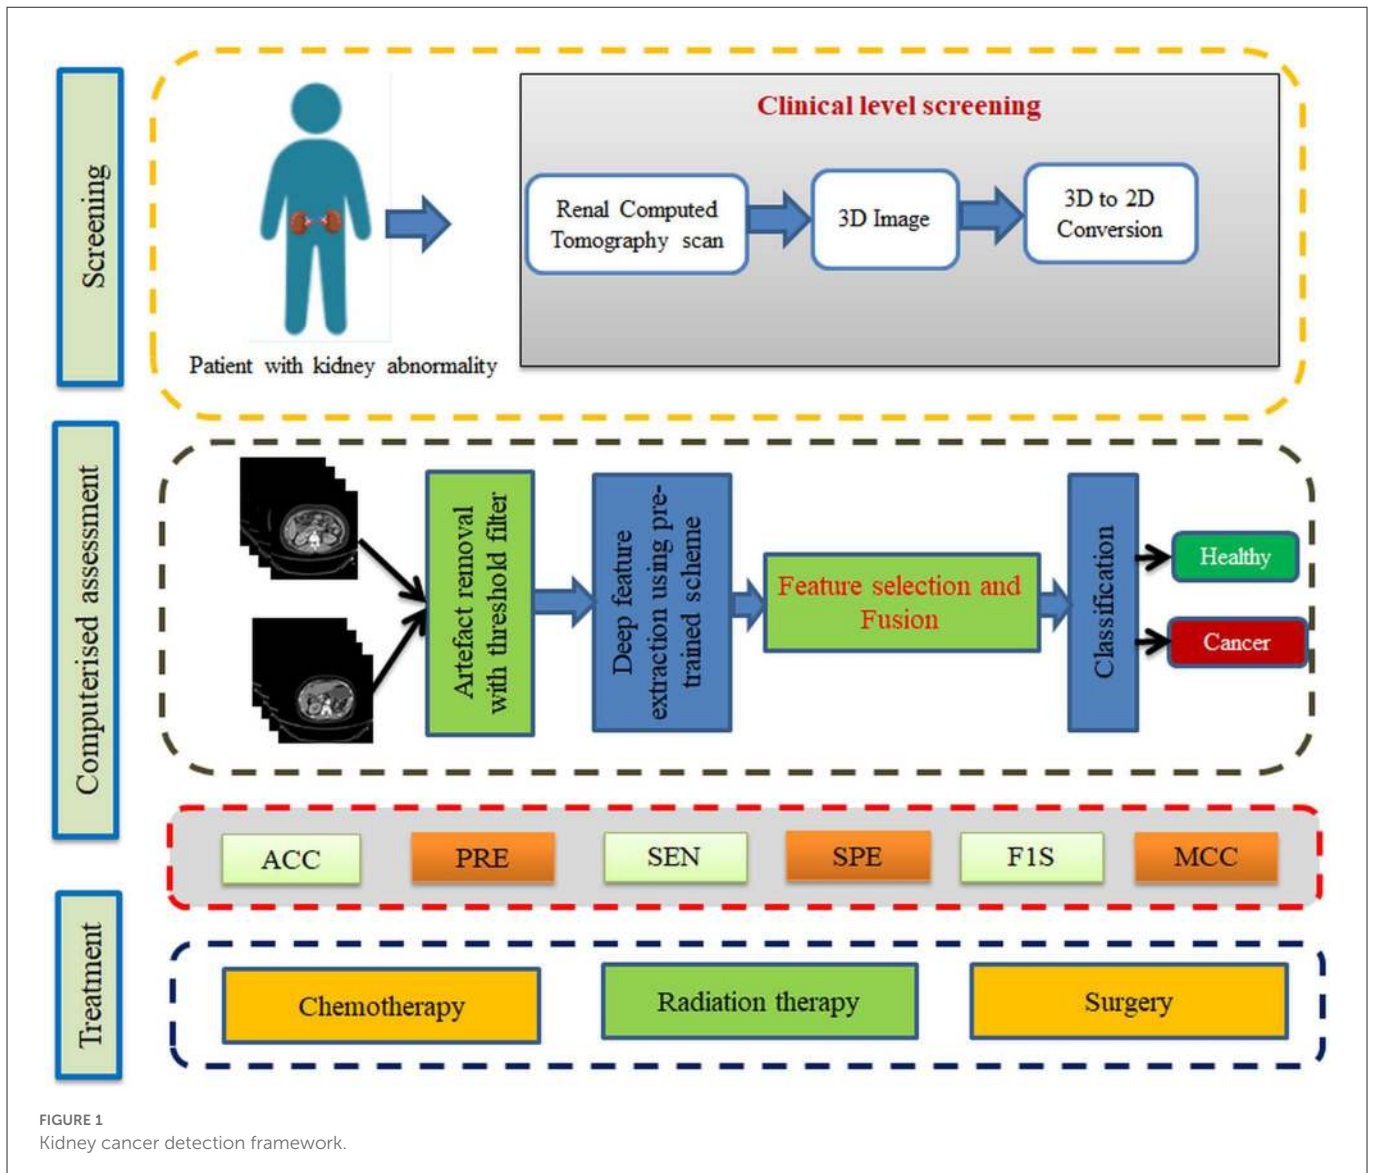 Screening
Clinical level screening
Renal Computed
Tomography scan
3D Image
3D to 2D
Conversion
Patient with kidney abnormality
Computerised assessment
Artefact removal
with threshold filter
Deep feature
extraction using pre-
trained scheme
Feature selection and
Fusion
Classification
Healthy
Cancer
ACC
PRE
SEN
SPE
F1S
MCC
Treatment
Chemotherapy
Radiation therapy
Surgery
FIGURE 1
Kidney cancer detection framework.